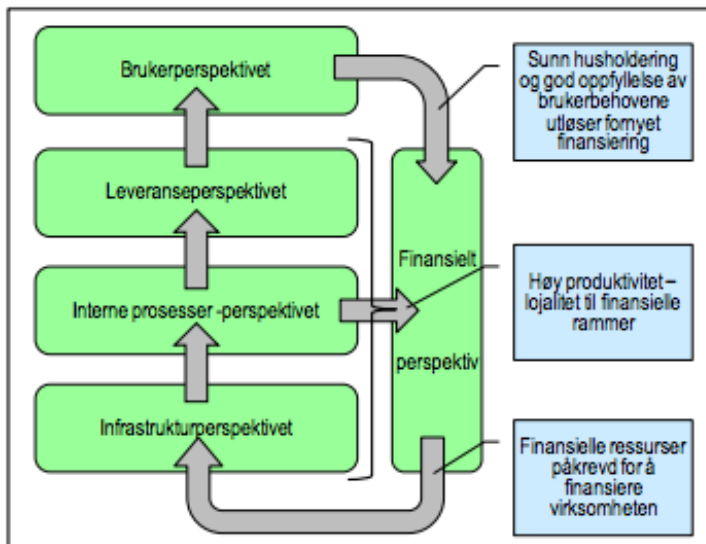 Brukerperspektivet
Leveranseperspektivet
Interne prosesser -perspektivet
Infrastrukturperspektivet
Finansielt
perspektiv
Sunn husholdering
og god oppfyllelse av
brukerbehovene
utløser fornyet
finansiering
Høy produktivitet –
lojalitet til finansielle
rammer
Finansielle ressurser
påkrevd for å
finansiere
virksomheten